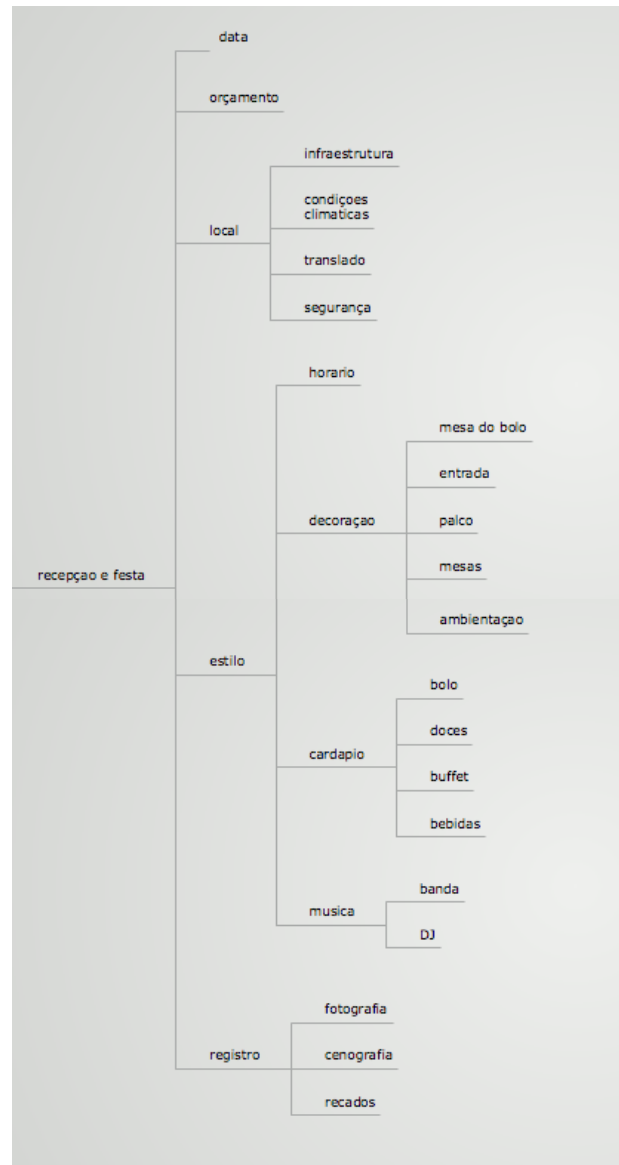 data
orçamento
infraestrutura
condiçoes
climaticas
local
translado
segurança
horario
mesa do bolo
entrada
decoraçao
palco
mesas
recepçao e festa
ambientaçao
estilo
bolo
doces
cardapio
buffet
bebidas
banda
musica
DJ
fotografia
registro
cenografia
recados